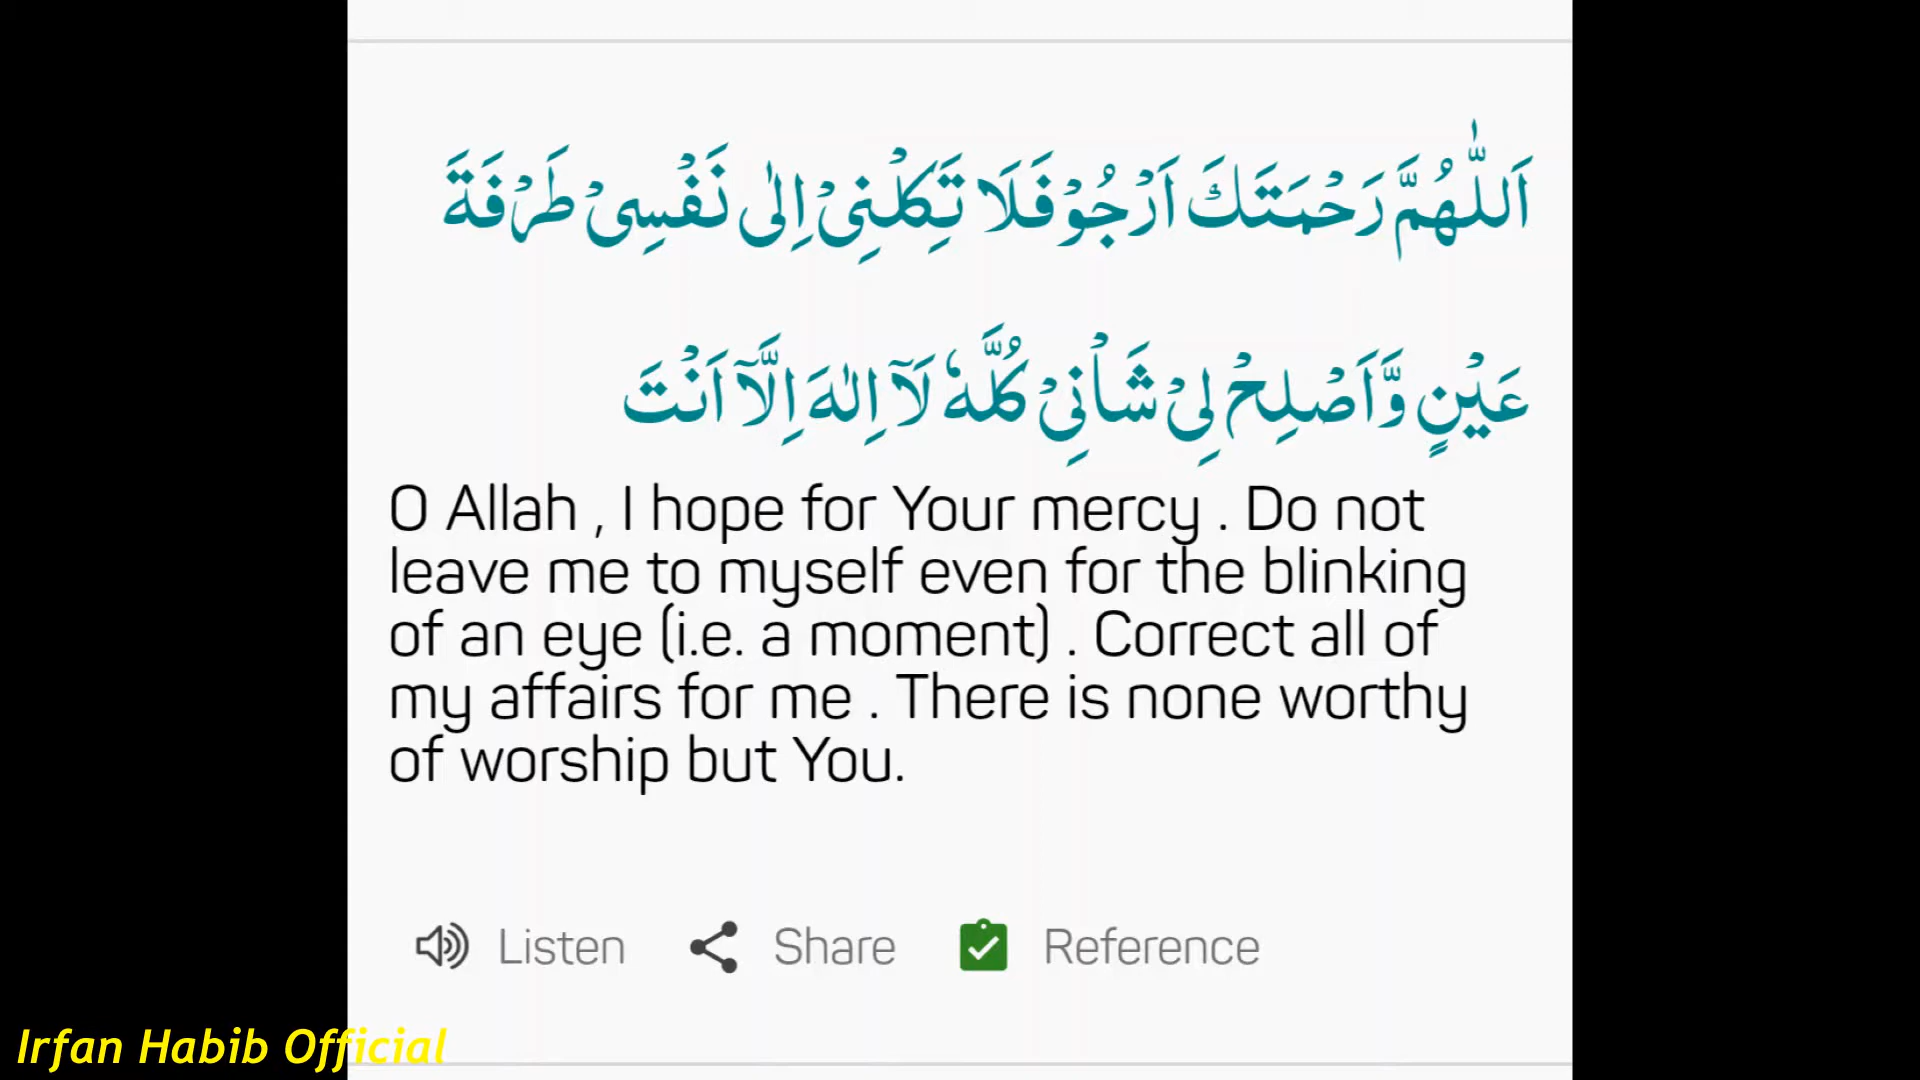 اَللّٰهُمَّ رَحْمَتَكَ اَرْجُوْ فَلَا تَكِلْنِيْ اِلٰى نَفْسِيْ طَرْفَةَ
عَيْنٍ وَّاَصْلِحْ لِيْ شَاْنِيْ كُلَّهٗ لَآ اِلٰهَ اِلَّآ اَنْتَ
O Allah , I hope for Your mercy . Do not
leave me to myself even for the blinking
of an eye (i.e. a moment) . Correct all of
my affairs for me . There is none worthy
of worship but You.
Listen Share Reference
Irfan Habib Official